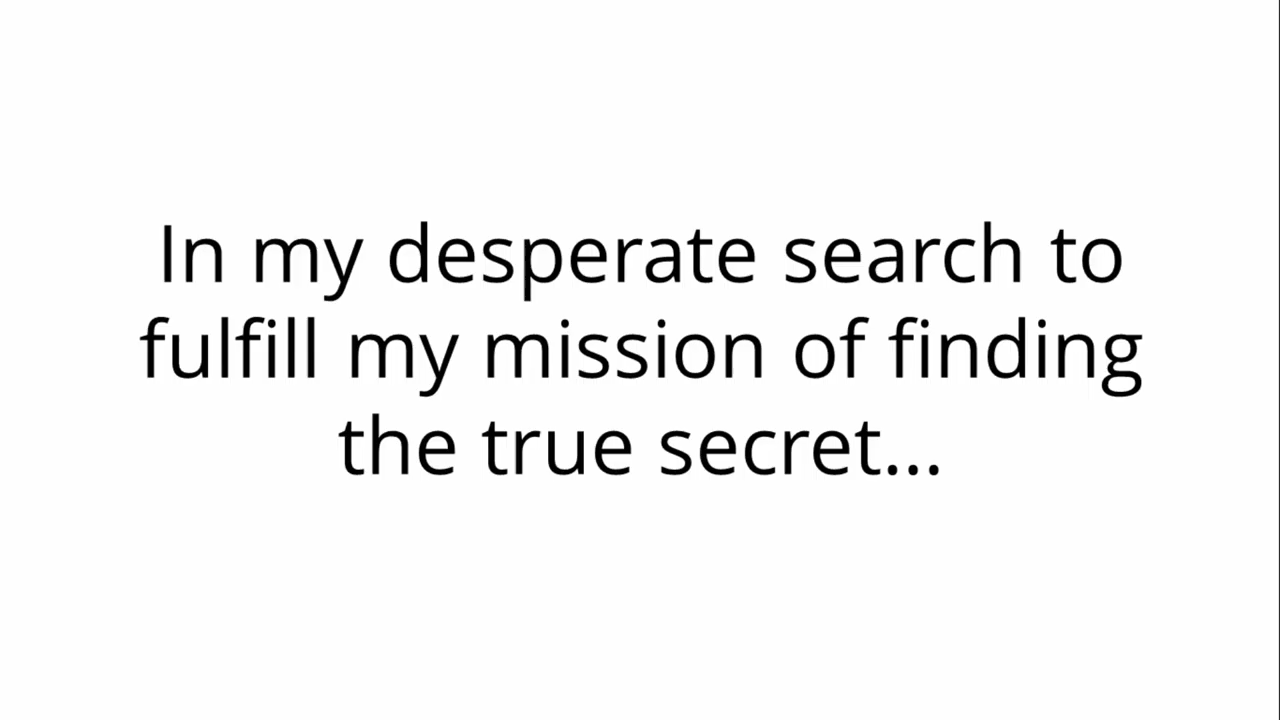 In my desperate search to
fulfill my mission of finding
the true secret...